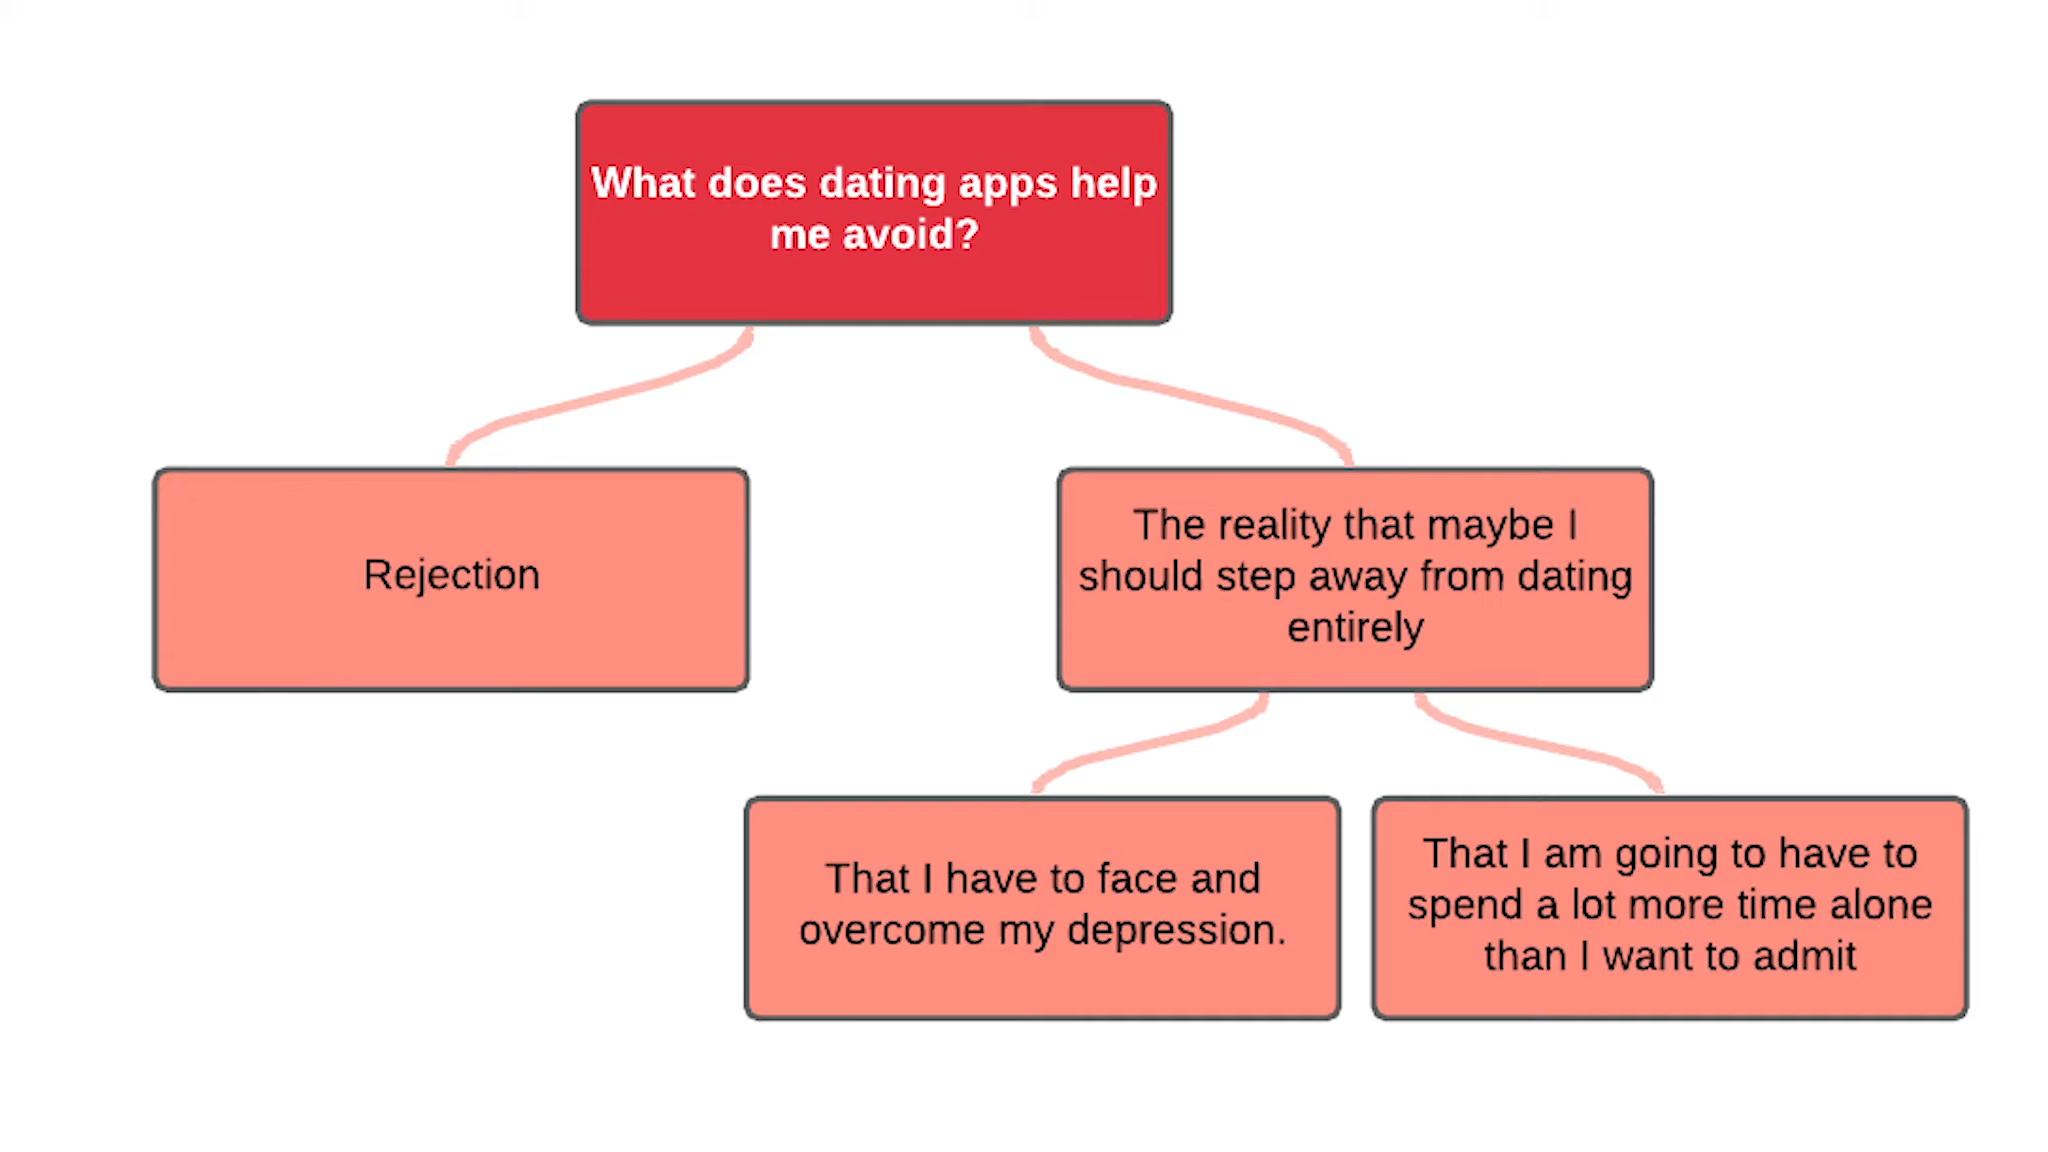 What does dating apps help
me avoid?
Rejection
The reality that maybe I
should step away from dating
entirely
That I have to face and
overcome my depression.
That I am going to have to
spend a lot more time alone
than I want to admit